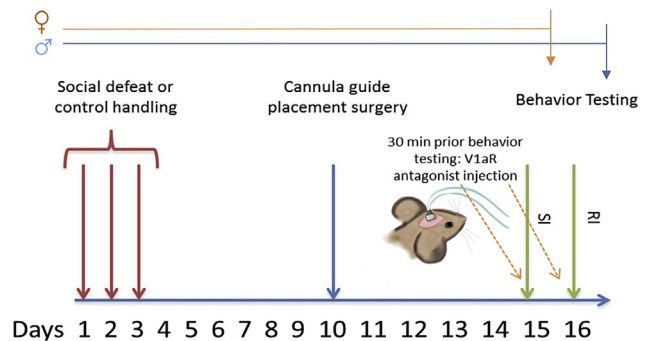 ♀
♂
Social defeat or
control handling
Cannula guide
placement surgery
Behavior Testing
30 min prior behavior
testing: V1aR
antagonist injection
SI
RI
Days 1 2 3 4 5 6 7 8 9 10 11 12 13 14 15 16